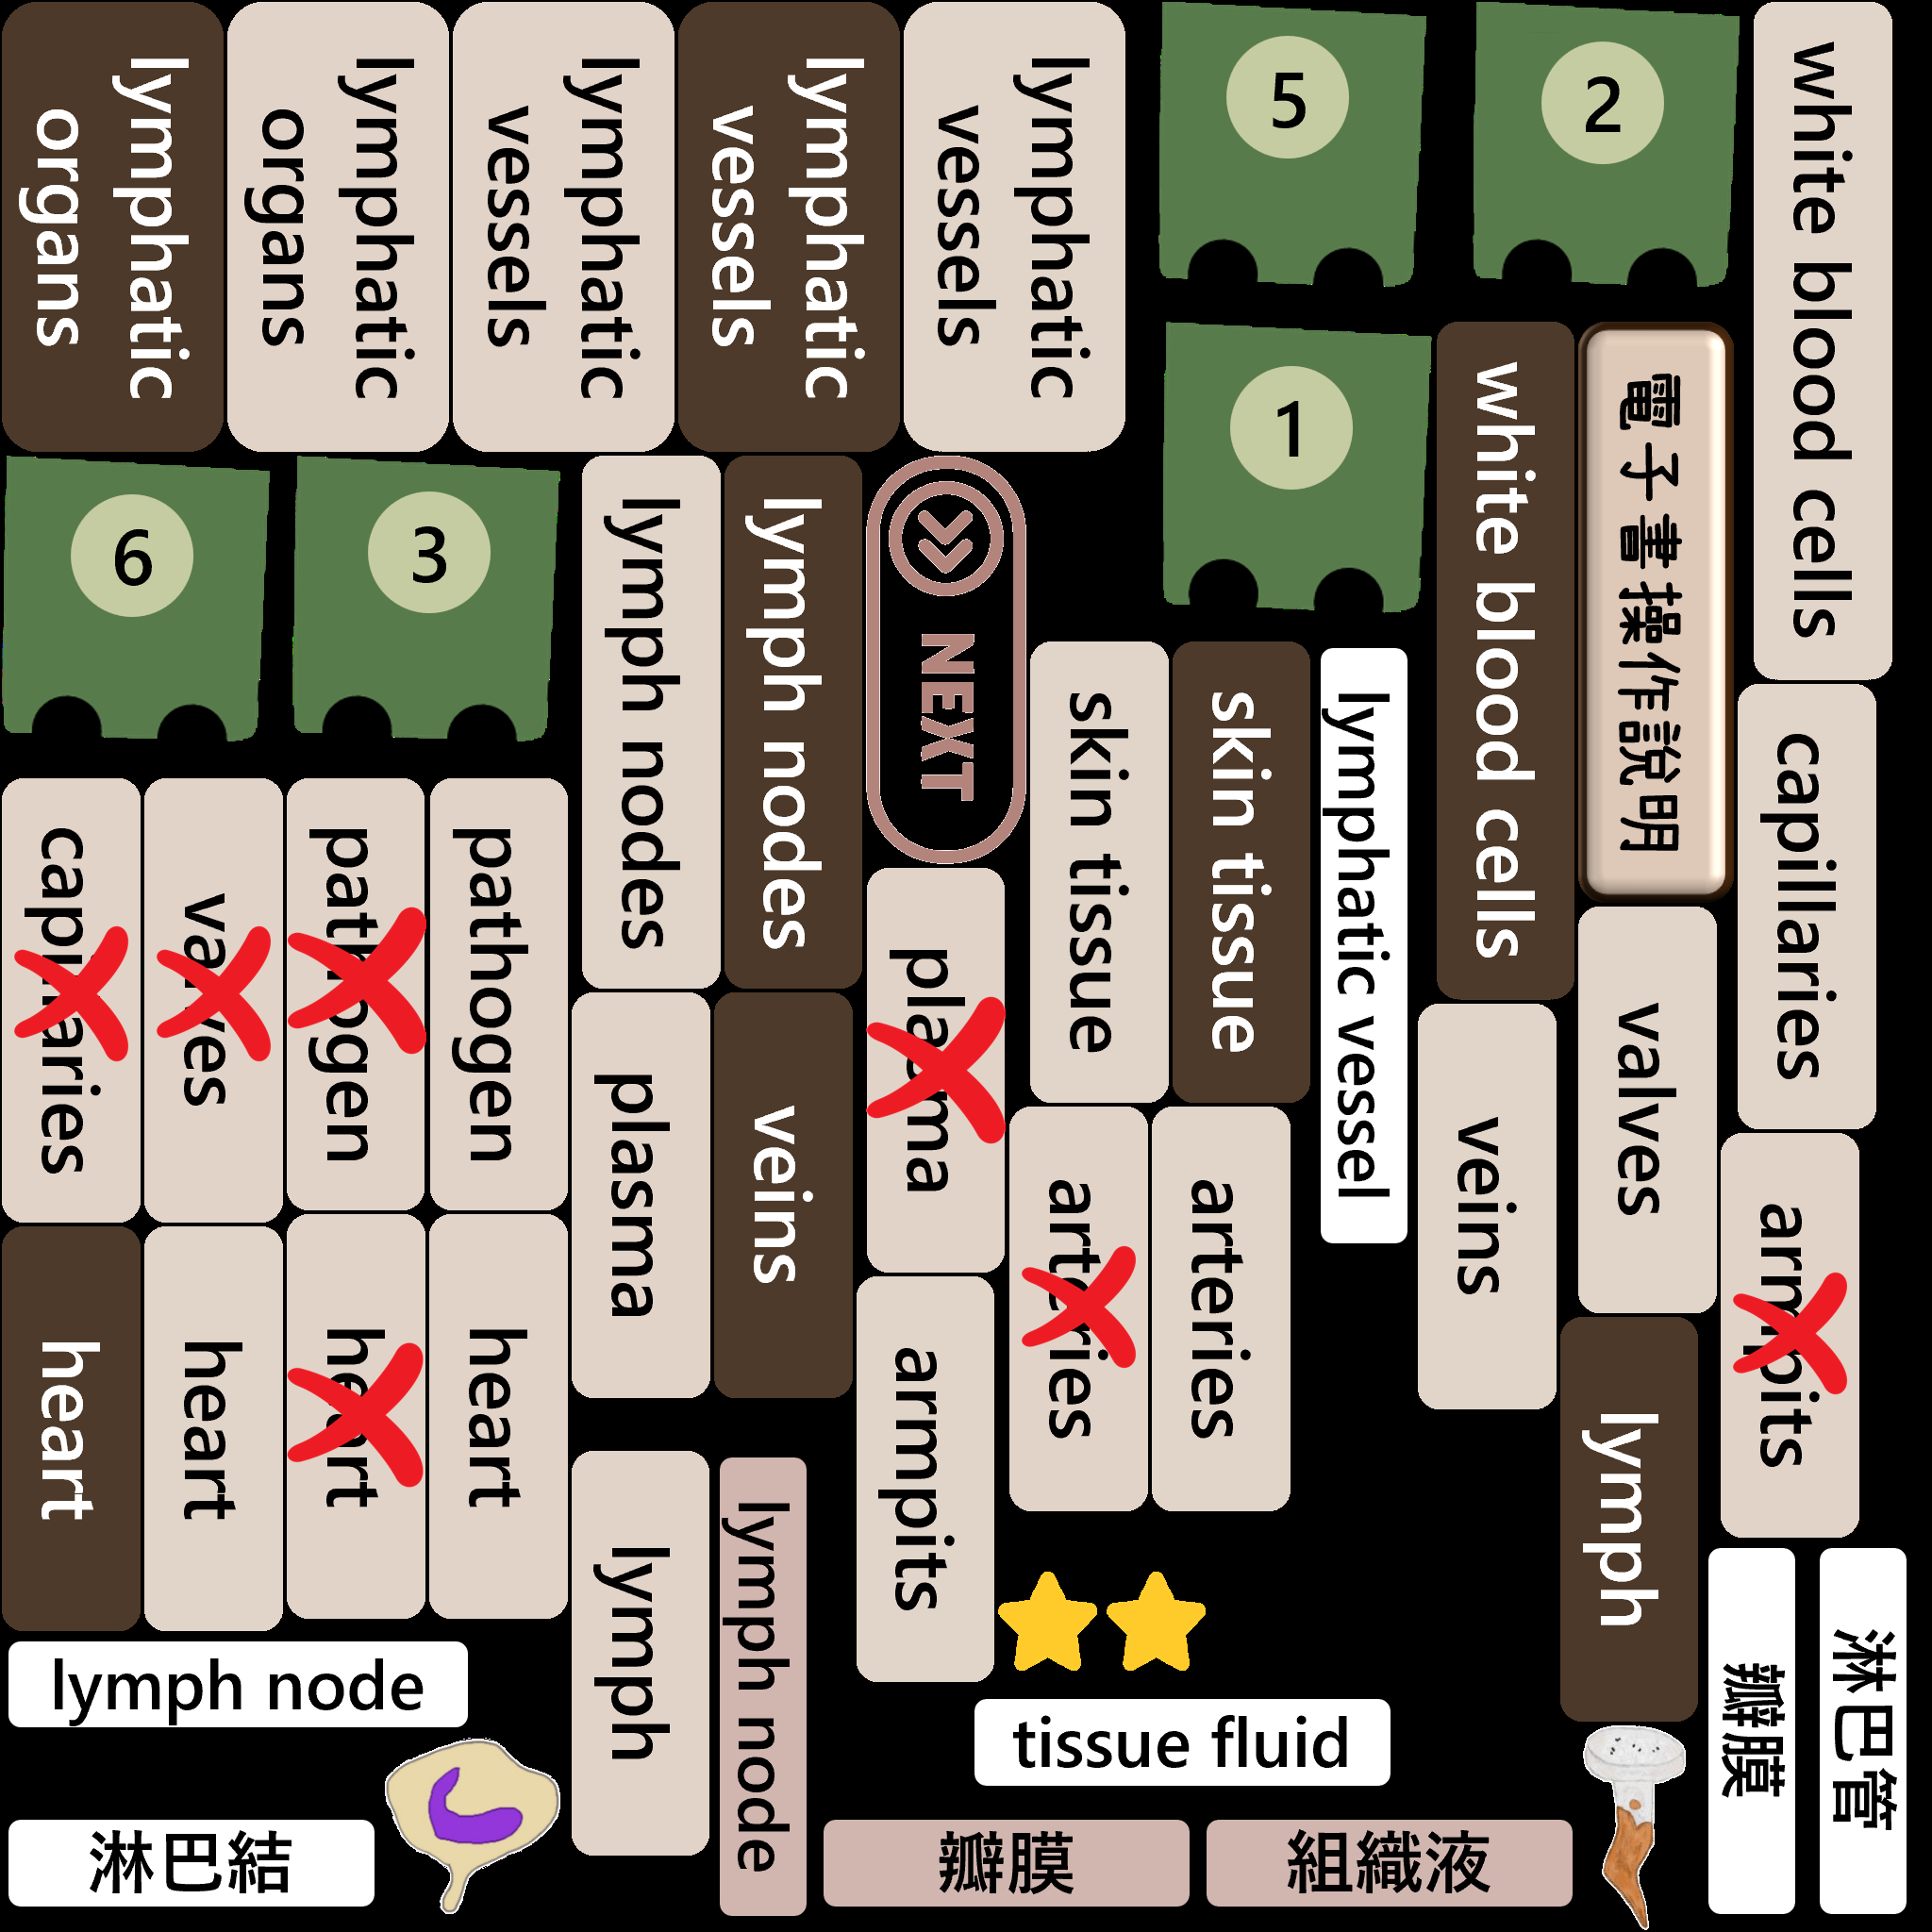 lymphatic
organs
lymphatic
organs
lymphatic
vessels
lymphatic
vessels
lymphatic
vessels
5
2
white blood cells
1
white blood cells
電子書操作說明
6
3
lymph nodes
lymph nodes
NEXT
skin tissue
skin tissue
lymphatic vessel
capillaries
capillaries
valves
pathogen
pathogen
plasma
veins
plasma
arteries
arteries
veins
valves
armpits
heart
heart
heart
heart
armpits
lymph
lymph
lymph node
lymph node
tissue fluid
瓣膜
淋巴管
淋巴結
瓣膜
組織液